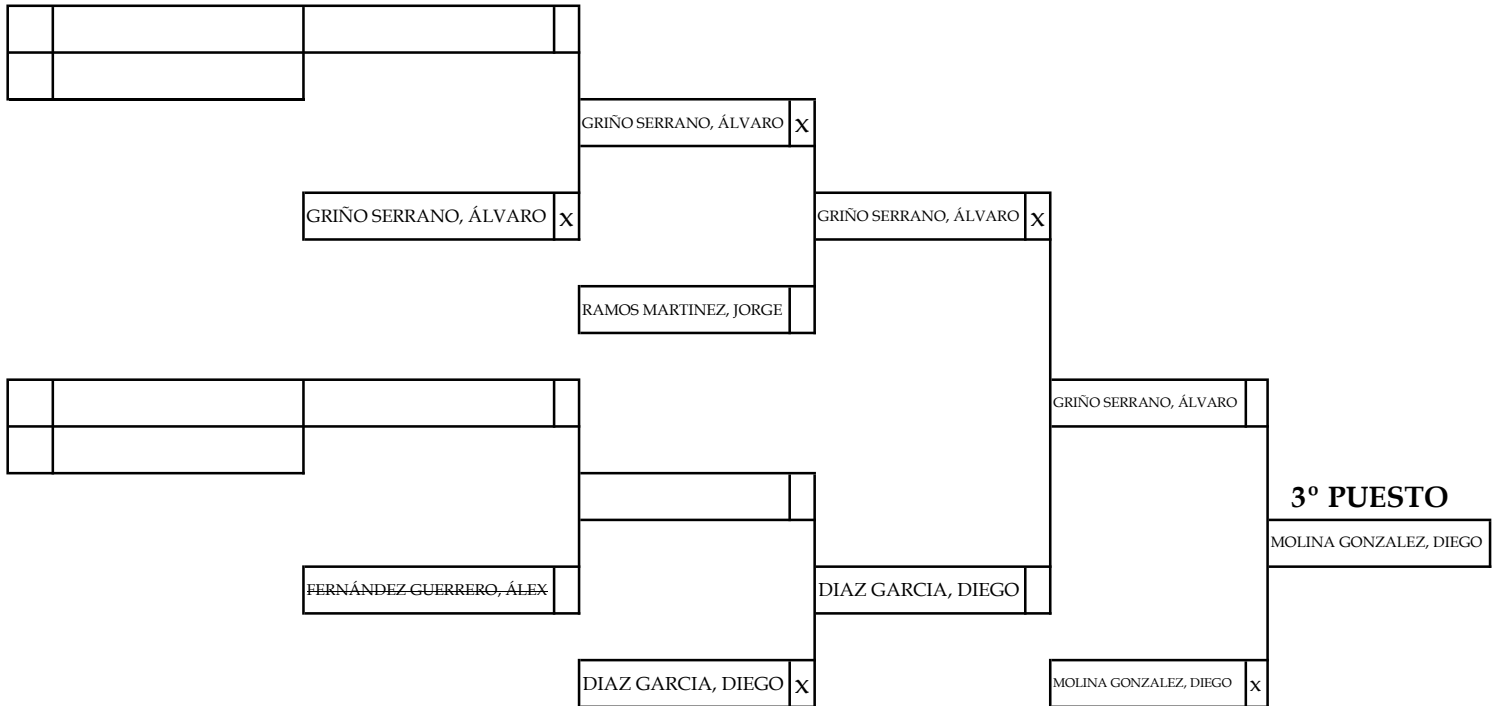 GRIÑO SERRANO, ÁLVARO x
GRIÑO SERRANO, ÁLVARO x
GRIÑO SERRANO, ÁLVARO x
RAMOS MARTINEZ, JORGE
GRIÑO SERRANO, ÁLVARO
3º PUESTO
MOLINA GONZALEZ, DIEGO
FERNÁNDEZ GUERRERO, ÁLEX
DIAZ GARCIA, DIEGO
DIAZ GARCIA, DIEGO x
MOLINA GONZALEZ, DIEGO x